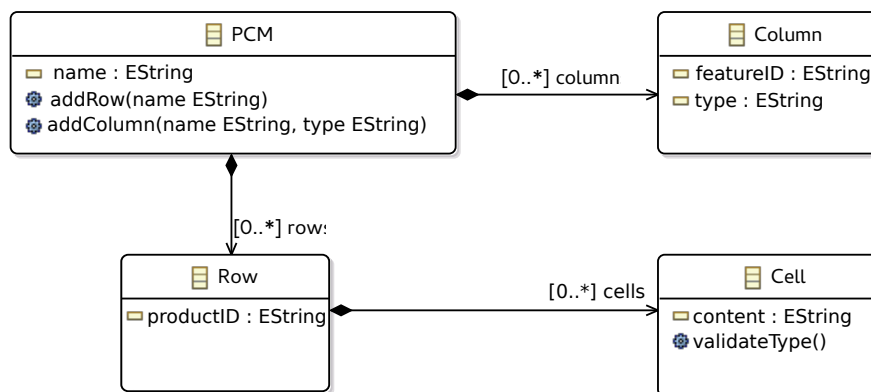 PCM
name : EString
addRow(name EString)
addColumn(name EString, type EString)
[0..*] column
Column
featureID : EString
type : EString
[0..*] rows
Row
productID : EString
[0..*] cells
Cell
content : EString
validateType()